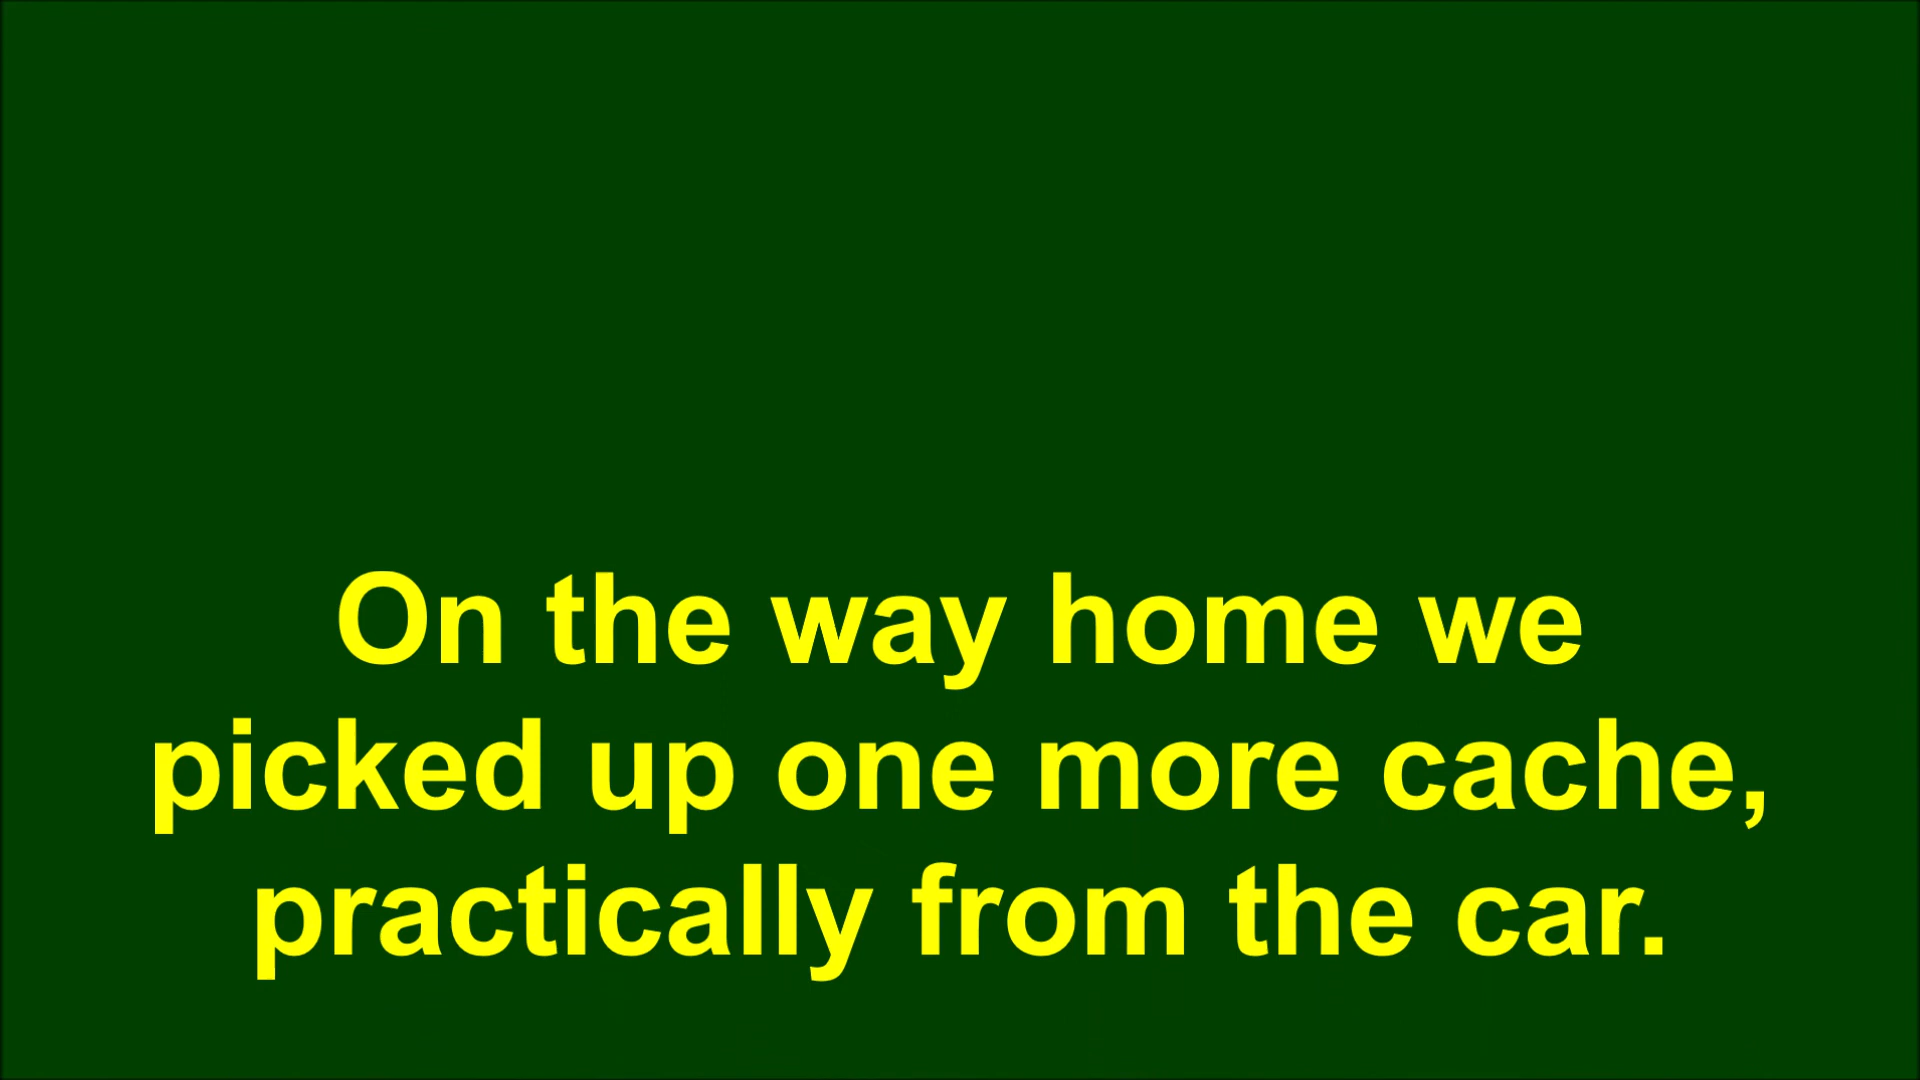 On the way home we
picked up one more cache,
practically from the car.